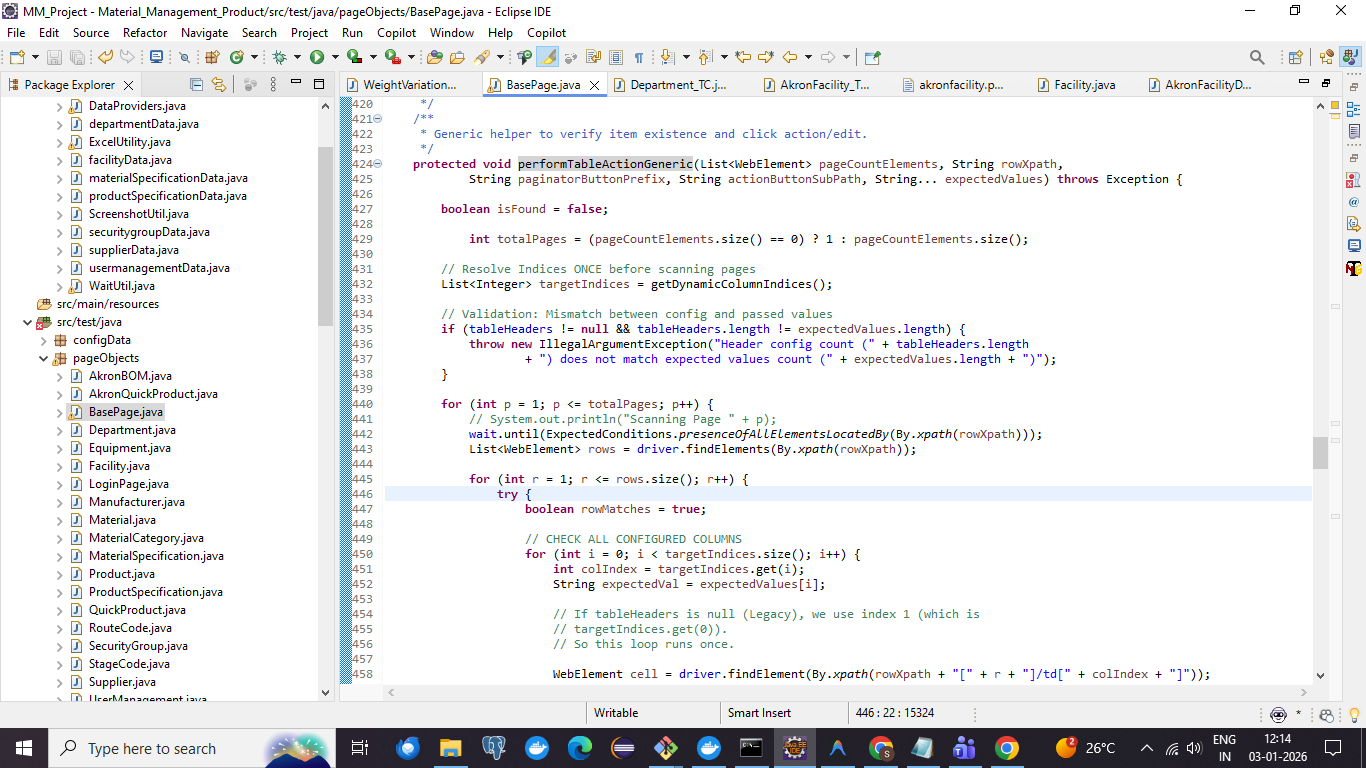 MM_Project - Material_Management_Product/src/test/java/pageObjects/BasePage.java - Eclipse IDE
File Edit Source Refactor Navigate Search Project Run Copilot Window Help Copilot
Package Explorer
DataProviders.java
departmentData.java
ExcelUtility.java
facilityData.java
materialSpecificationData.java
productSpecificationData.java
ScreenshotUtil.java
securitygroupData.java
supplierData.java
usermanagementData.java
WaitUtil.java
src/main/resources
src/test/java
configData
pageObjects
AkronBOM.java
AkronQuickProduct.java
BasePage.java
Department.java
Equipment.java
Facility.java
LoginPage.java
Manufacturer.java
Material.java
MaterialCategory.java
MaterialSpecification.java
Product.java
ProductSpecification.java
QuickProduct.java
RouteCode.java
SecurityGroup.java
StageCode.java
Supplier.java
UserManagement.java
WeightVariation... BasePage.java Department_TC.j... AkronFacility_T... akronfacility.p... Facility.java AkronFacilityD...
420 */
421 /**
422 * Generic helper to verify item existence and click action/edit.
423 */
424 protected void performTableActionGeneric(List<WebElement> pageCountElements, String rowXpath,
425 String paginatorButtonPrefix, String actionButtonSubPath, String... expectedValues) throws Exception {
426
427 boolean isFound = false;
428
429 int totalPages = (pageCountElements.size() == 0) ? 1 : pageCountElements.size();
430
431 // Resolve Indices ONCE before scanning pages
432 List<Integer> targetIndices = getDynamicColumnIndices();
433
434 // Validation: Mismatch between config and passed values
435 if (tableHeaders != null && tableHeaders.length != expectedValues.length) {
436 throw new IllegalArgumentException("Header config count (" + tableHeaders.length
437 + ") does not match expected values count (" + expectedValues.length + ")");
438 }
439
440 for (int p = 1; p <= totalPages; p++) {
441 // System.out.println("Scanning Page " + p);
442 wait.until(ExpectedConditions.presenceOfAllElementsLocatedBy(By.xpath(rowXpath)));
443 List<WebElement> rows = driver.findElements(By.xpath(rowXpath));
444
445 for (int r = 1; r <= rows.size(); r++) {
446 try {
447 boolean rowMatches = true;
448
449 // CHECK ALL CONFIGURED COLUMNS
450 for (int i = 0; i < targetIndices.size(); i++) {
451 int colIndex = targetIndices.get(i);
452 String expectedVal = expectedValues[i];
453
454 // If tableHeaders is null (Legacy), we use index 1 (which is
455 // targetIndices.get(0)).
456 // So this loop runs once.
457
458 WebElement cell = driver.findElement(By.xpath(rowXpath + "[" + r + "]/td[" + colIndex + "]"));
Writable Smart Insert 446 : 22 : 15324
Type here to search
2 26°C ENG IN 12:14 03-01-2026